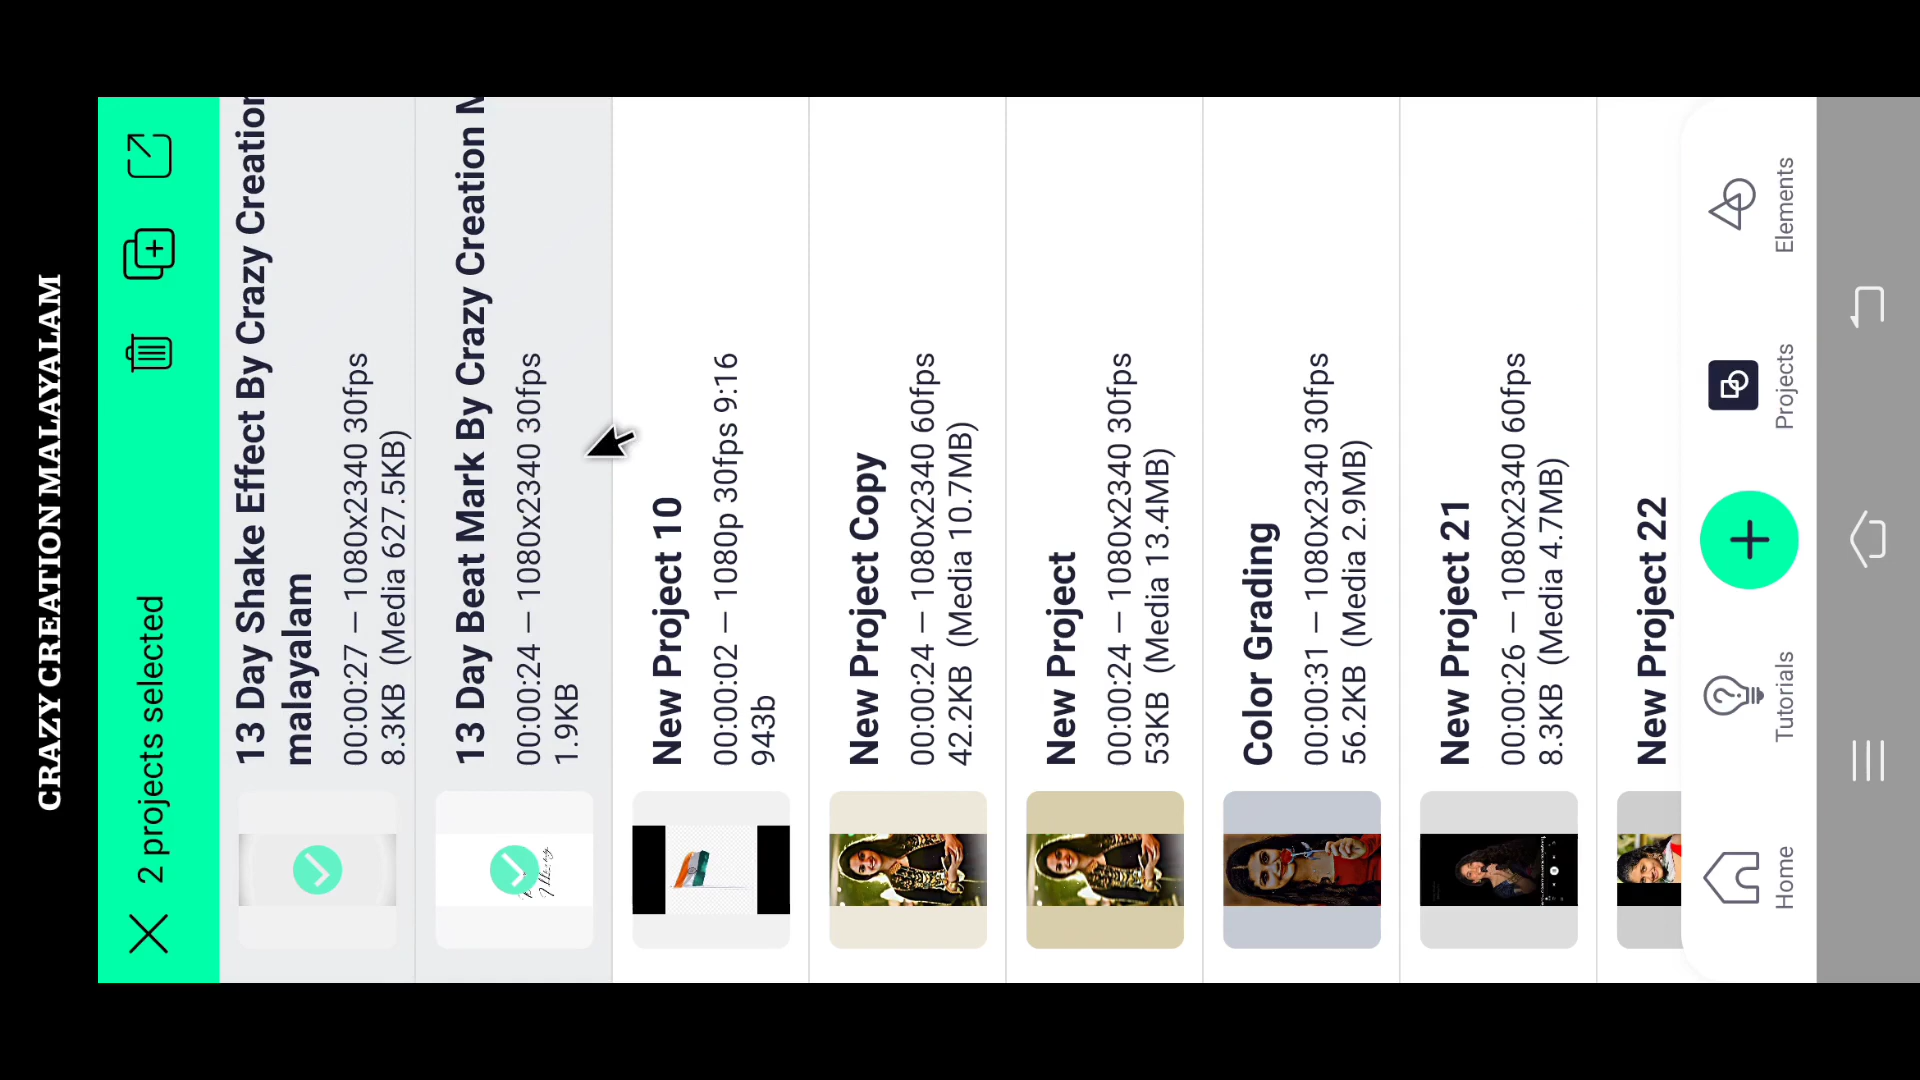 CRAZY CREATION MALAYALAM
2 projects selected
13 Day Shake Effect By Crazy Creation
malayalam
00:00:27 — 1080x2340 30fps
8.3KB (Media 627.5KB)
13 Day Beat Mark By Crazy Creation M
00:00:24 — 1080x2340 30fps
1.9KB
New Project 10
00:00:02 — 1080p 30fps 9:16
943b
New Project Copy
00:00:24 — 1080x2340 60fps
42.2KB (Media 10.7MB)
New Project
00:00:24 — 1080x2340 30fps
53KB (Media 13.4MB)
Color Grading
00:00:31 — 1080x2340 30fps
56.2KB (Media 2.9MB)
New Project 21
00:00:26 — 1080x2340 60fps
8.3KB (Media 4.7MB)
New Project 22
Home
Tutorials
Projects
Elements